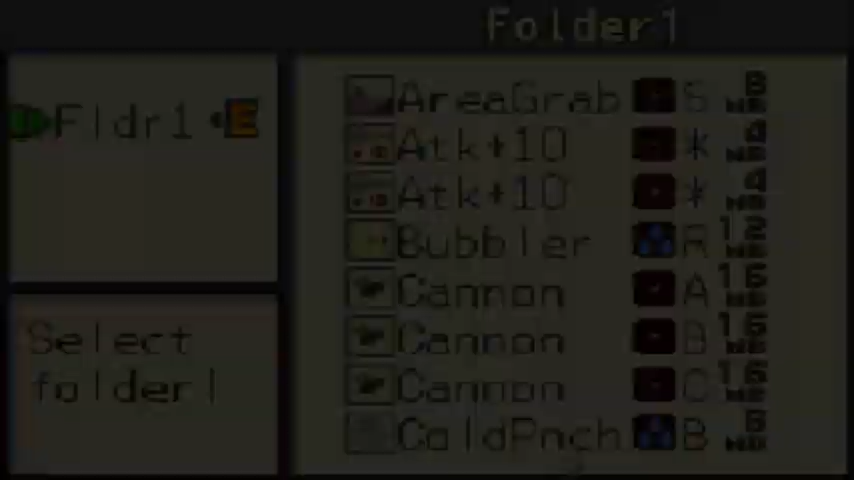 Folder1
Fldr1 E
AreaGrab S 8 MB
Atk+10 * 4 MB
Atk+10 * 4 MB
Bubbler R 12 MB
Cannon A 16 MB
Cannon B 16 MB
Cannon C 16 MB
ColdPnch B 8 MB
Select
folder!